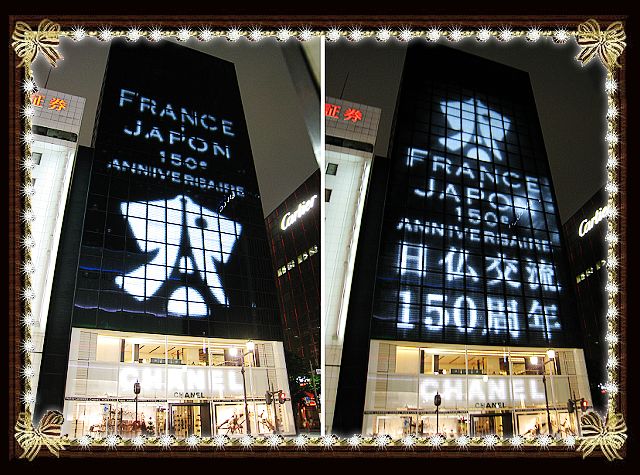 証券
FRANCE
JAPON
150e
ANNIVERSAIRE
Cartier
CHANEL
CHANEL
証券
FRANCE
JAPON
150e
ANNIVERSAIRE
日仏交流
150周年
Cartier
CHANEL
CHANEL